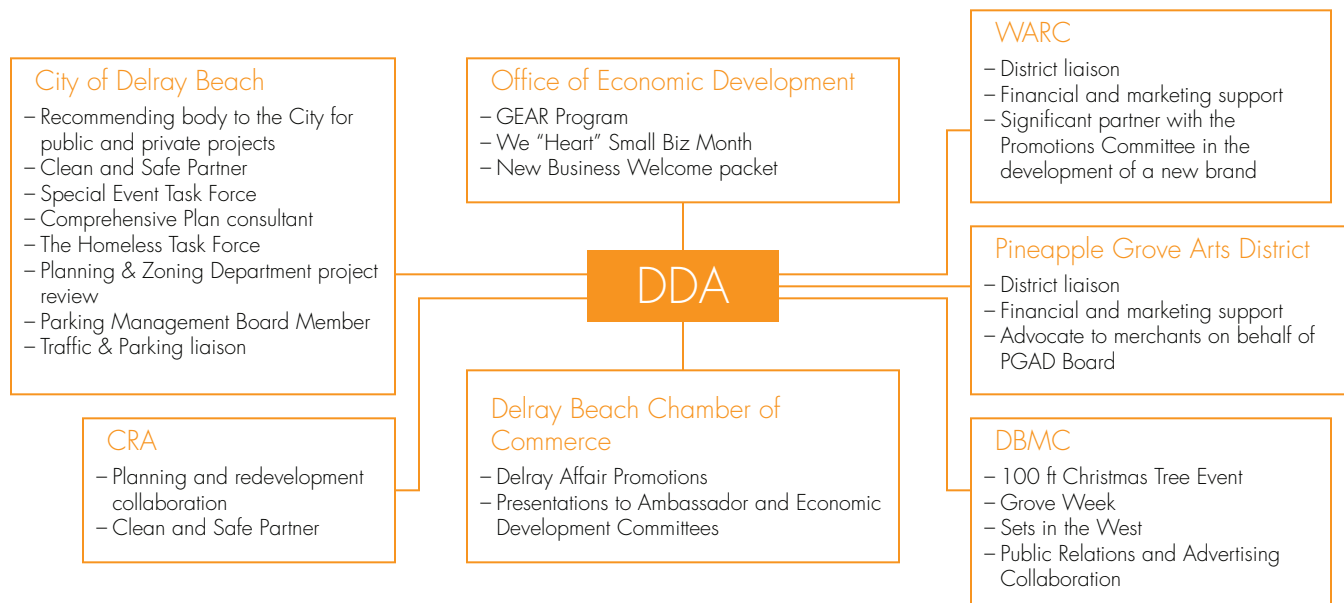 City of Delray Beach
– Recommending body to the City for
public and private projects
– Clean and Safe Partner
– Special Event Task Force
– Comprehensive Plan consultant
– The Homeless Task Force
– Planning & Zoning Department project
review
– Parking Management Board Member
– Traffic & Parking liaison
Office of Economic Development
– GEAR Program
– We “Heart” Small Biz Month
– New Business Welcome packet
WARC
– District liaison
– Financial and marketing support
– Significant partner with the
Promotions Committee in the
development of a new brand
DDA
Pineapple Grove Arts District
– District liaison
– Financial and marketing support
– Advocate to merchants on behalf of
PGAD Board
CRA
– Planning and redevelopment
collaboration
– Clean and Safe Partner
Delray Beach Chamber of
Commerce
– Delray Affair Promotions
– Presentations to Ambassador and Economic
Development Committees
DBMC
– 100 ft Christmas Tree Event
– Grove Week
– Sets in the West
– Public Relations and Advertising
Collaboration